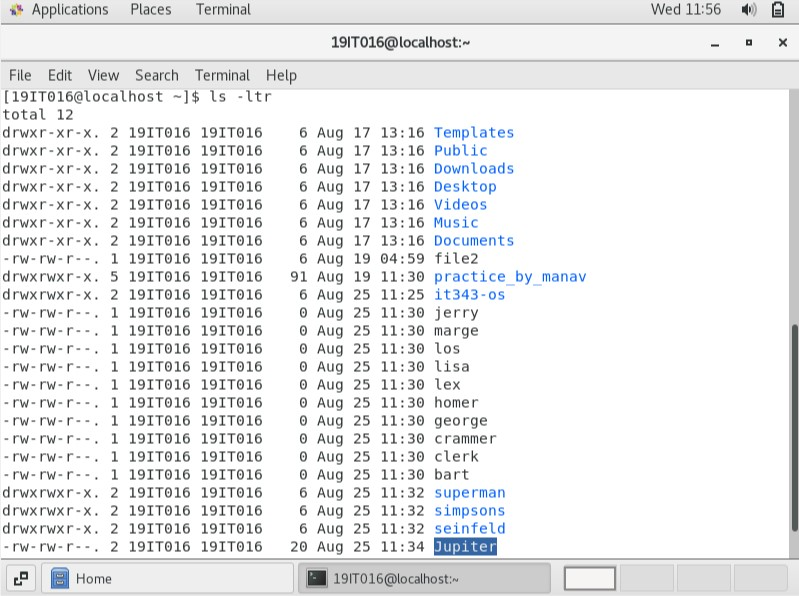 Applications Places Terminal Wed 11:56
19IT016@localhost:~
File Edit View Search Terminal Help
[19IT016@localhost ~]$ ls -ltr
total 12
drwxr-xr-x. 2 19IT016 19IT016 6 Aug 17 13:16 Templates
drwxr-xr-x. 2 19IT016 19IT016 6 Aug 17 13:16 Public
drwxr-xr-x. 2 19IT016 19IT016 6 Aug 17 13:16 Downloads
drwxr-xr-x. 2 19IT016 19IT016 6 Aug 17 13:16 Desktop
drwxr-xr-x. 2 19IT016 19IT016 6 Aug 17 13:16 Videos
drwxr-xr-x. 2 19IT016 19IT016 6 Aug 17 13:16 Music
drwxr-xr-x. 2 19IT016 19IT016 6 Aug 17 13:16 Documents
-rw-rw-r--. 1 19IT016 19IT016 6 Aug 19 04:59 file2
drwxrwxr-x. 5 19IT016 19IT016 91 Aug 19 11:30 practice_by_manav
drwxrwxr-x. 2 19IT016 19IT016 6 Aug 25 11:25 it343-os
-rw-rw-r--. 1 19IT016 19IT016 0 Aug 25 11:30 jerry
-rw-rw-r--. 1 19IT016 19IT016 0 Aug 25 11:30 marge
-rw-rw-r--. 1 19IT016 19IT016 0 Aug 25 11:30 los
-rw-rw-r--. 1 19IT016 19IT016 0 Aug 25 11:30 lisa
-rw-rw-r--. 1 19IT016 19IT016 0 Aug 25 11:30 lex
-rw-rw-r--. 1 19IT016 19IT016 0 Aug 25 11:30 homer
-rw-rw-r--. 1 19IT016 19IT016 0 Aug 25 11:30 george
-rw-rw-r--. 1 19IT016 19IT016 0 Aug 25 11:30 crammer
-rw-rw-r--. 1 19IT016 19IT016 0 Aug 25 11:30 clerk
-rw-rw-r--. 1 19IT016 19IT016 0 Aug 25 11:30 bart
drwxrwxr-x. 2 19IT016 19IT016 6 Aug 25 11:32 superman
drwxrwxr-x. 2 19IT016 19IT016 6 Aug 25 11:32 simpsons
drwxrwxr-x. 2 19IT016 19IT016 6 Aug 25 11:32 seinfeld
-rw-rw-r--. 2 19IT016 19IT016 20 Aug 25 11:34 Jupiter
Home 19IT016@localhost:~